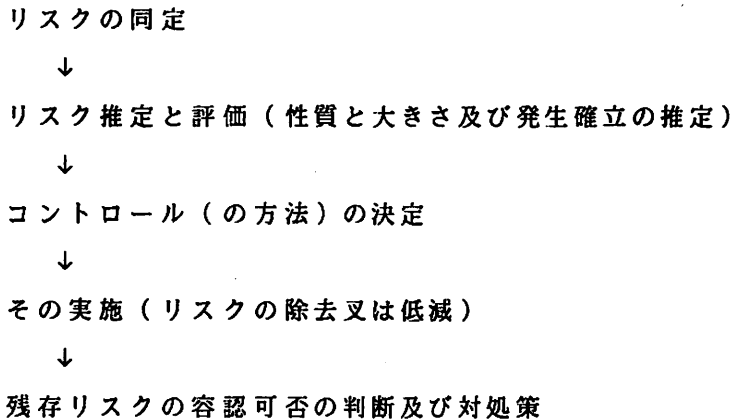 リスクの同定
↓
リスク推定と評価（性質と大きさ及び発生確立の推定）
↓
コントロール（の方法）の決定
↓
その実施（リスクの除去叉は低減）
↓
残存リスクの容認可否の判断及び対処策